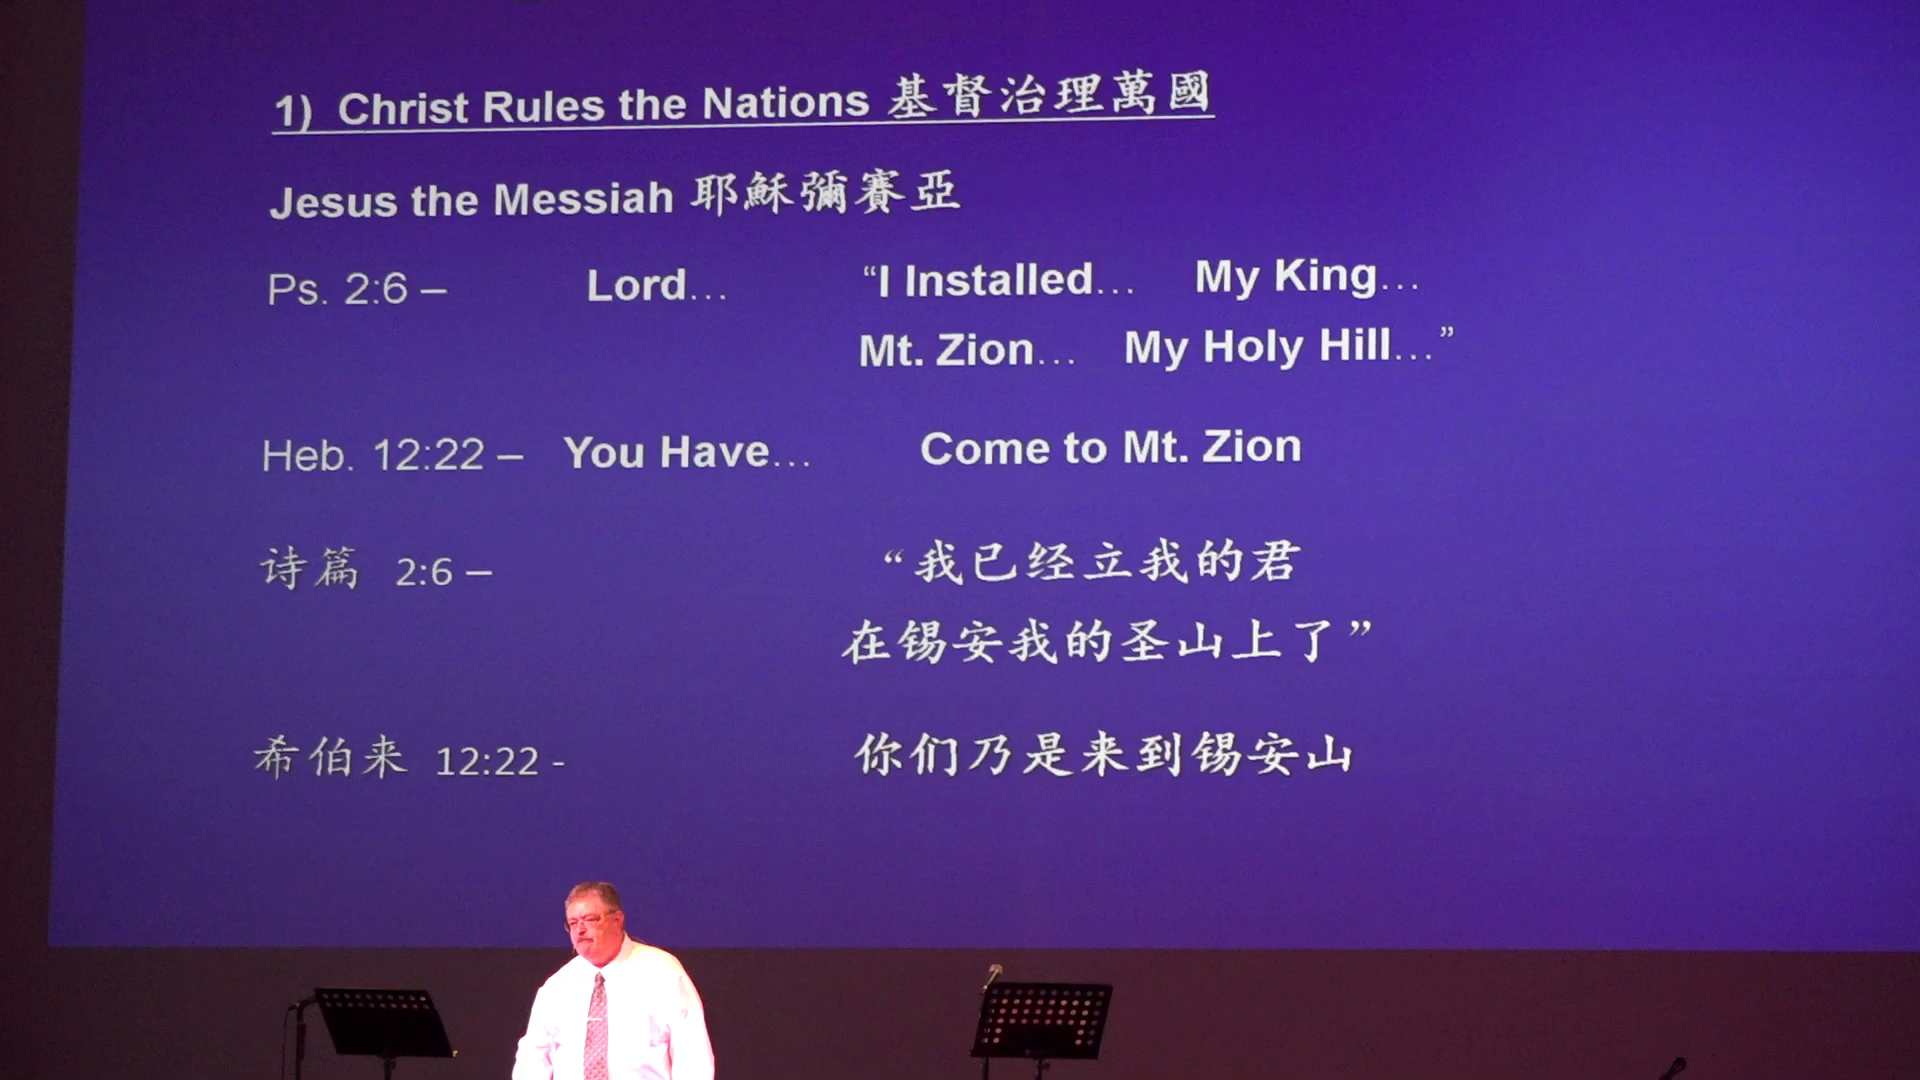 1) Christ Rules the Nations 基督治理萬國
Jesus the Messiah 耶穌彌賽亞
Ps. 2:6 – Lord… “I Installed… My King…
Mt. Zion… My Holy Hill…”
Heb. 12:22 – You Have… Come to Mt. Zion
诗篇 2:6 – “我已经立我的君
在锡安我的圣山上了”
希伯来 12:22 - 你们乃是来到锡安山